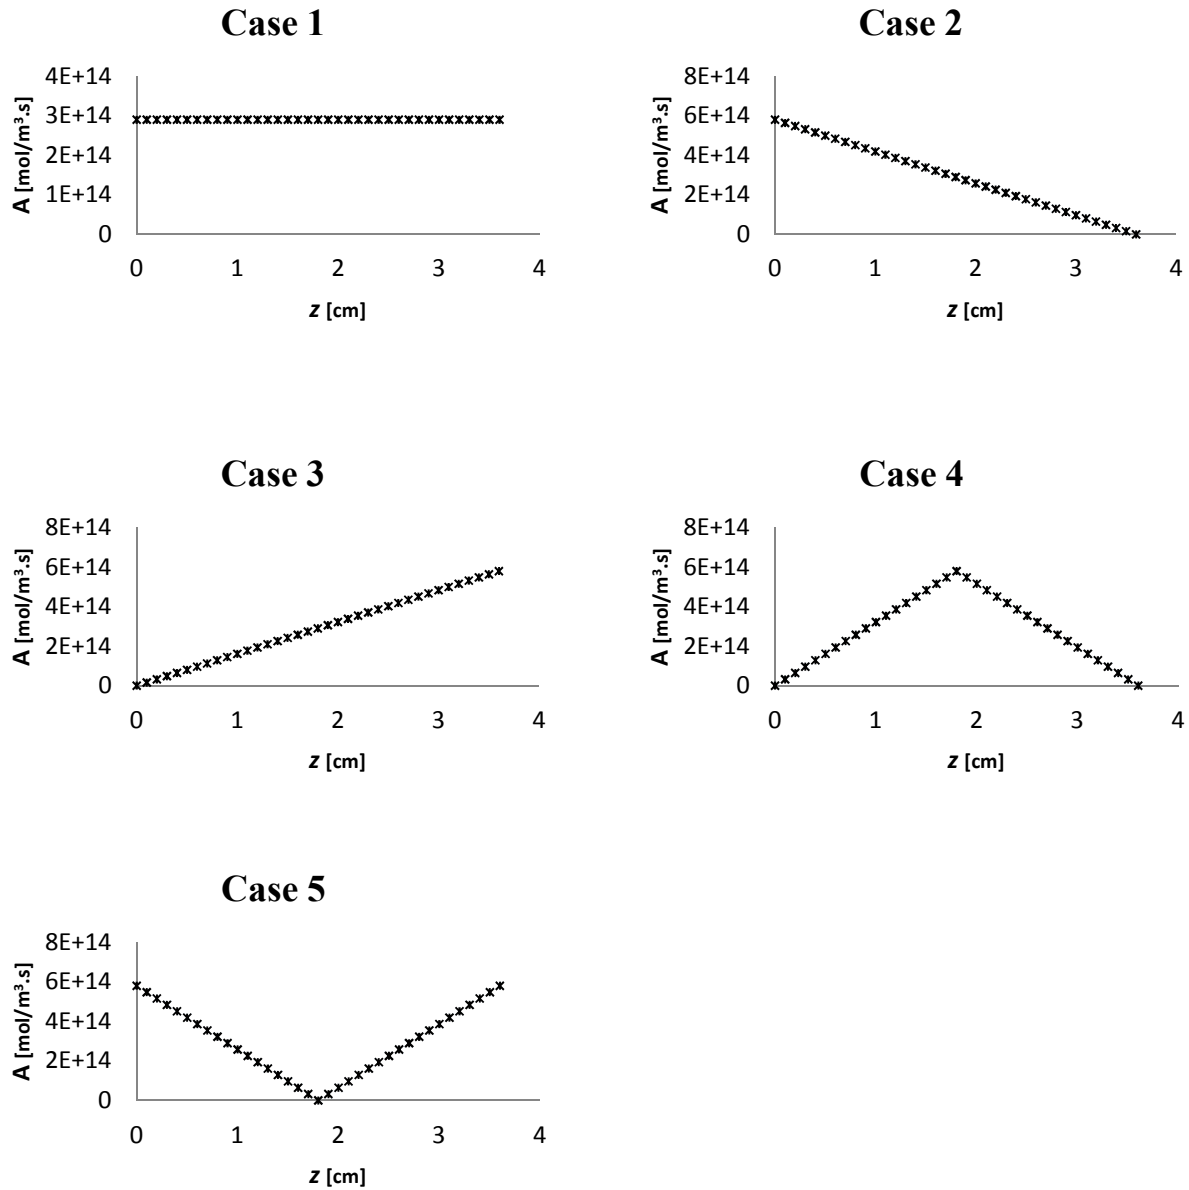 Case 1
A [mol/m³.s]
4E+14
3E+14
2E+14
1E+14
0
0 1 2 3 4
z [cm]
Case 2
A [mol/m³.s]
8E+14
6E+14
4E+14
2E+14
0
0 1 2 3 4
z [cm]
Case 3
A [mol/m³.s]
8E+14
6E+14
4E+14
2E+14
0
0 1 2 3 4
z [cm]
Case 4
A [mol/m³.s]
8E+14
6E+14
4E+14
2E+14
0
0 1 2 3 4
z [cm]
Case 5
A [mol/m³.s]
8E+14
6E+14
4E+14
2E+14
0
0 1 2 3 4
z [cm]